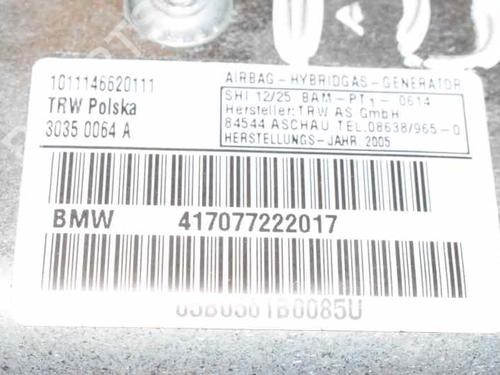 1011146620111
TRW Polska
3035 0064 A
AIRBAG - HYBRIDGAS - GENERATOR
SHI 12/25 BAM-PT1- 0614
Hersteller: TRW AS GmbH
84544 ASCHAU TEL.08638/965-0
HERSTELLUNGS-JAHR. 2005
BMW 417077222017